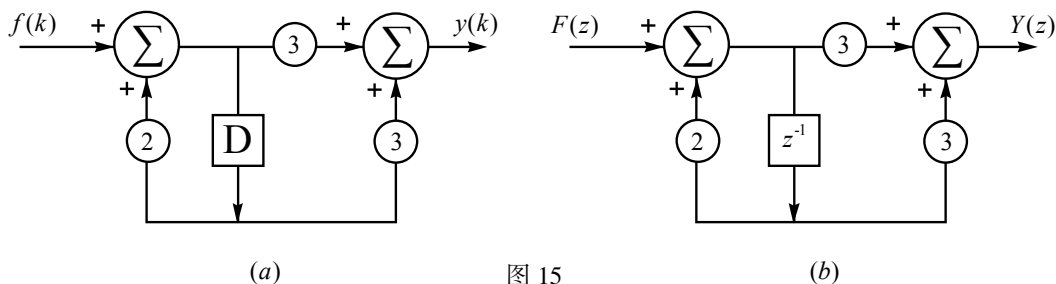 f(k) + Σ 3 + Σ y(k)
+ +
2 D 3
F(z) + Σ 3 + Σ Y(z)
+ +
2 z⁻¹ 3
(a) 图 15 (b)